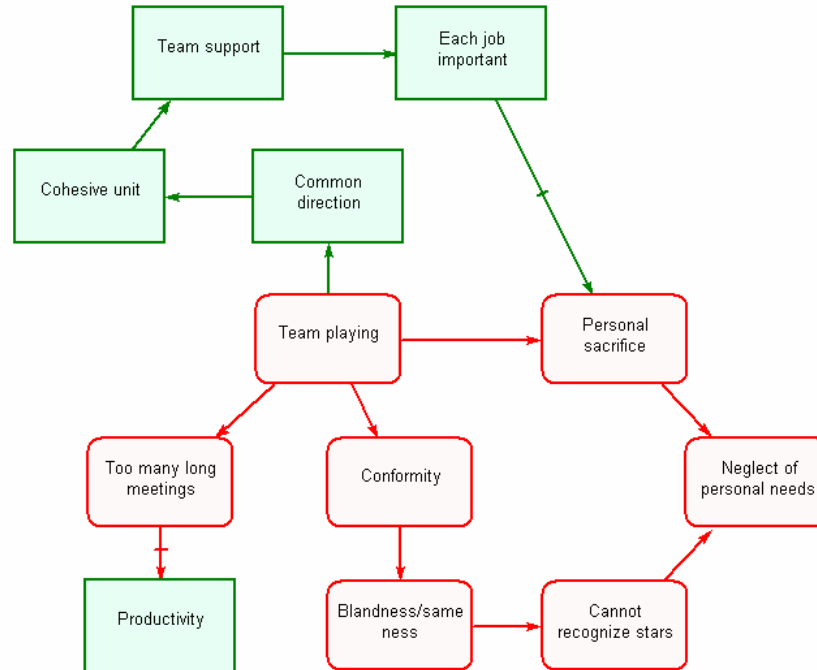 Team support
Each job
important
Cohesive unit
Common
direction
Team playing
Personal
sacrifice
Too many long
meetings
Conformity
Neglect of
personal needs
Productivity
Blandness/same
ness
Cannot
recognize stars